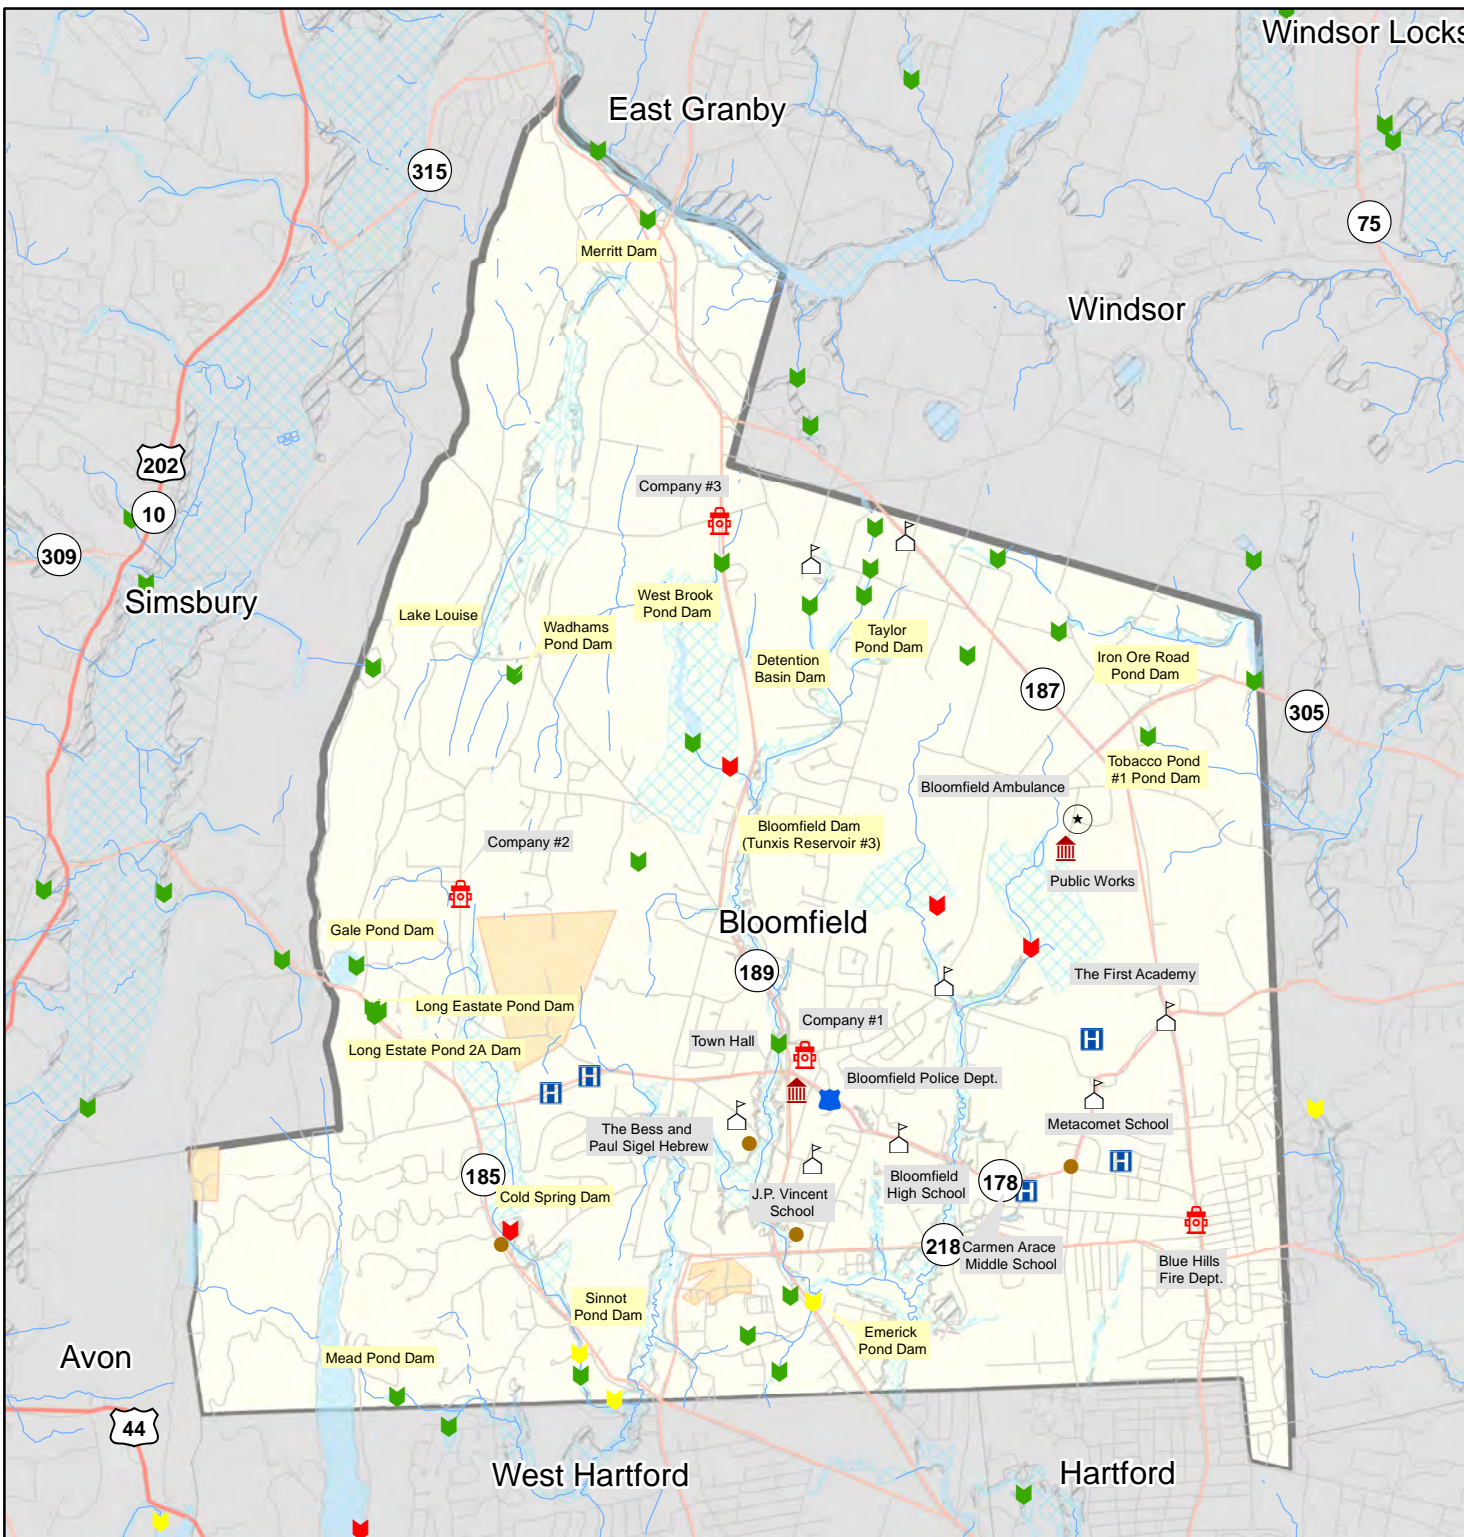 Windsor Locks
East Granby
315
75
Merritt Dam
Windsor
202
Company #3
10
309
Simsbury
Lake Louise
Wadhams
Pond Dam
West Brook
Pond Dam
Detention
Basin Dam
Taylor
Pond Dam
Iron Ore Road
Pond Dam
187
305
Tobacco Pond
#1 Pond Dam
Bloomfield Ambulance
Bloomfield Dam
(Tunxis Reservoir #3)
Company #2
Public Works
Bloomfield
Gale Pond Dam
189
The First Academy
Long Eastate Pond Dam
Company #1
Town Hall
Long Estate Pond 2A Dam
H
Bloomfield Police Dept.
H
H
The Bess and
Paul Sigel Hebrew
Metacomet School
H
185
Cold Spring Dam
J.P. Vincent
School
Bloomfield
High School
178
H
218
Carmen Arace
Middle School
Blue Hills
Fire Dept.
Sinnot
Pond Dam
Emerick
Pond Dam
Avon
Mead Pond Dam
44
West Hartford
Hartford